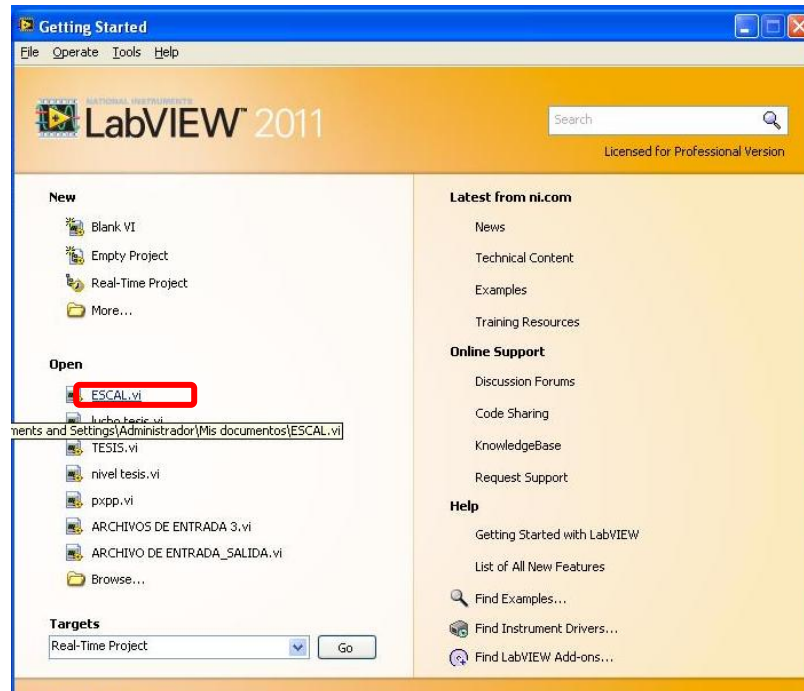 Getting Started
File Operate Tools Help
NATIONAL INSTRUMENTS
LabVIEW™ 2011
Search
Licensed for Professional Version
New
Blank VI
Empty Project
Real-Time Project
More...
Open
ESCAL.vi
lucho tesis.vi
ments and Settings\Administrador\Mis documentos\ESCAL.vi
TESIS.vi
nivel tesis.vi
pxpp.vi
ARCHIVOS DE ENTRADA 3.vi
ARCHIVO DE ENTRADA_SALIDA.vi
Browse...
Targets
Real-Time Project
Go
Latest from ni.com
News
Technical Content
Examples
Training Resources
Online Support
Discussion Forums
Code Sharing
KnowledgeBase
Request Support
Help
Getting Started with LabVIEW
List of All New Features
Find Examples...
Find Instrument Drivers...
Find LabVIEW Add-ons...